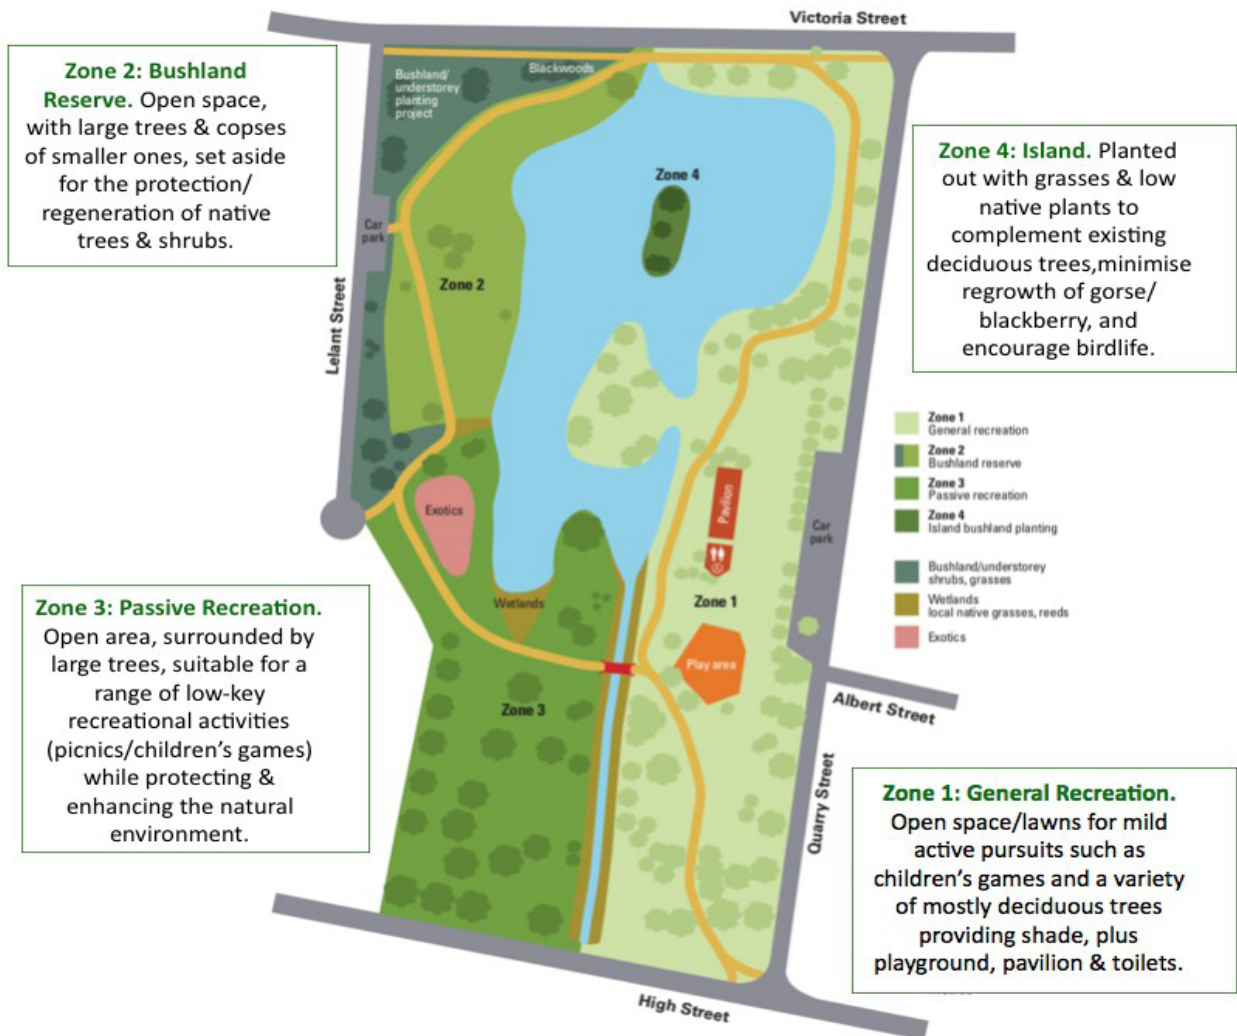 Victoria Street
Zone 2: Bushland
Reserve. Open space,
with large trees & copses
of smaller ones, set aside
for the protection/
regeneration of native
trees & shrubs.
Bushland/
understorey
planting
project
Blackwoods
Zone 4
Car
park
Zone 2
Lelant Street
Zone 4: Island. Planted
out with grasses & low
native plants to
complement existing
deciduous trees,minimise
regrowth of gorse/
blackberry, and
encourage birdlife.
Zone 1
General recreation
Zone 2
Bushland reserve
Zone 3
Passive recreation
Zone 4
Island bushland planting
Bushland/understorey
shrubs, grasses
Wetlands
local native grasses, reeds
Exotics
Exotics
Pavilion
Car
park
Wetlands
Zone 1
Play area
Zone 3
Zone 3: Passive Recreation.
Open area, surrounded by
large trees, suitable for a
range of low-key
recreational activities
(picnics/children's games)
while protecting &
enhancing the natural
environment.
Albert Street
Quarry Street
Zone 1: General Recreation.
Open space/lawns for mild
active pursuits such as
children's games and a variety
of mostly deciduous trees
providing shade, plus
playground, pavilion & toilets.
High Street